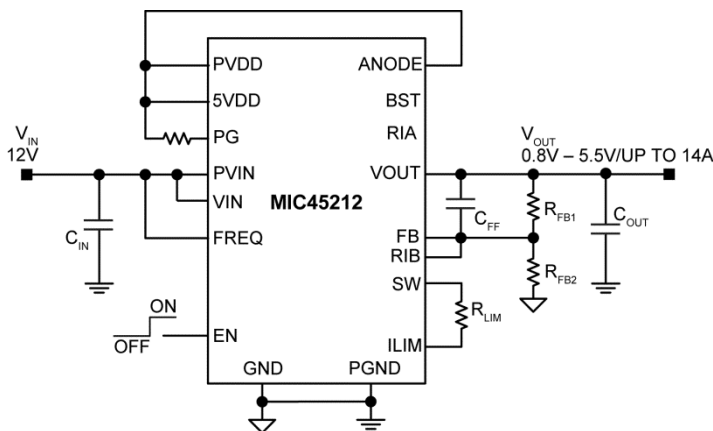 PVDD
ANODE
5VDD
BST
V_IN
12V
PG
RIA
V_OUT
0.8V – 5.5V/UP TO 14A
PVIN
VOUT
VIN
MIC45212
C_IN
C_FF
R_FB1
C_OUT
FREQ
FB
RIB
R_FB2
SW
R_LIM
ON
OFF
EN
ILIM
GND
PGND